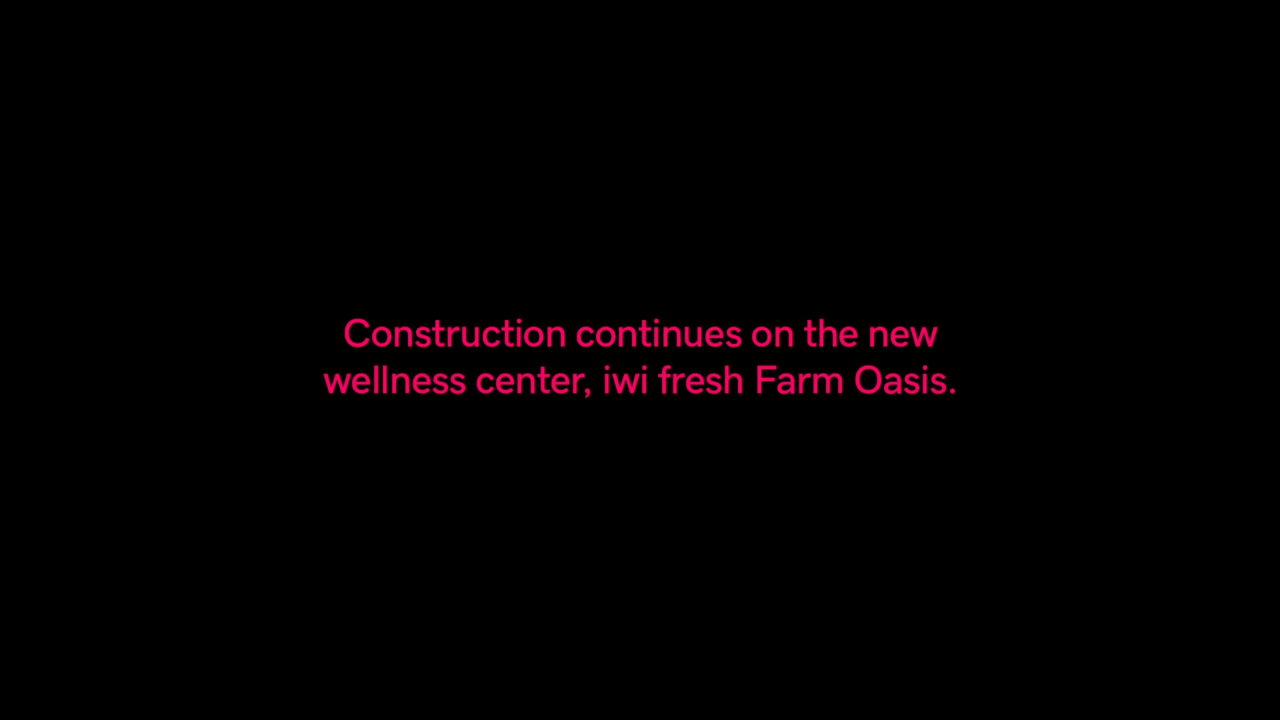 Construction continues on the new
wellness center, iwi fresh Farm Oasis.